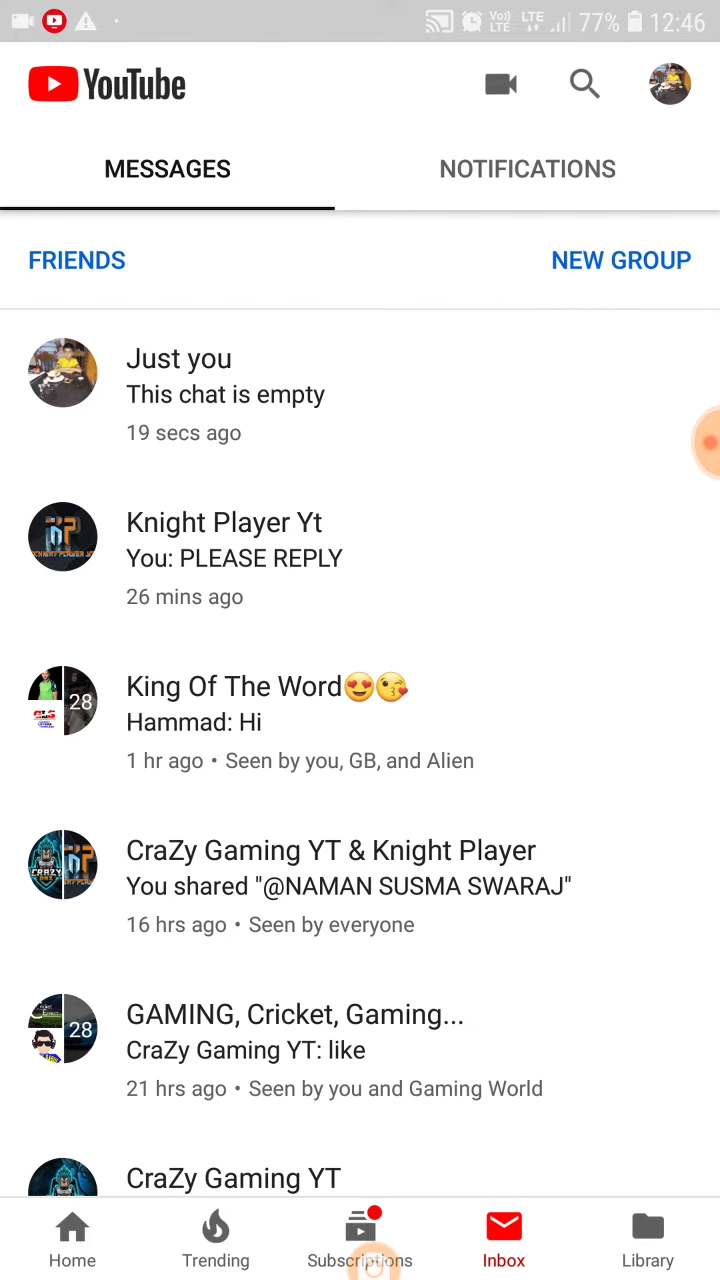 Vo)) LTE LTE 77% 12:46
YouTube
MESSAGES NOTIFICATIONS
FRIENDS NEW GROUP
Just you
This chat is empty
19 secs ago
Knight Player Yt
You: PLEASE REPLY
26 mins ago
28
King Of The Word😍😘
Hammad: Hi
1 hr ago • Seen by you, GB, and Alien
CRAZY
CraZy Gaming YT & Knight Player
You shared "@NAMAN SUSMA SWARAJ"
16 hrs ago • Seen by everyone
28
GAMING, Cricket, Gaming...
CraZy Gaming YT: like
21 hrs ago • Seen by you and Gaming World
CraZy Gaming YT
Home Trending Subscriptions Inbox Library